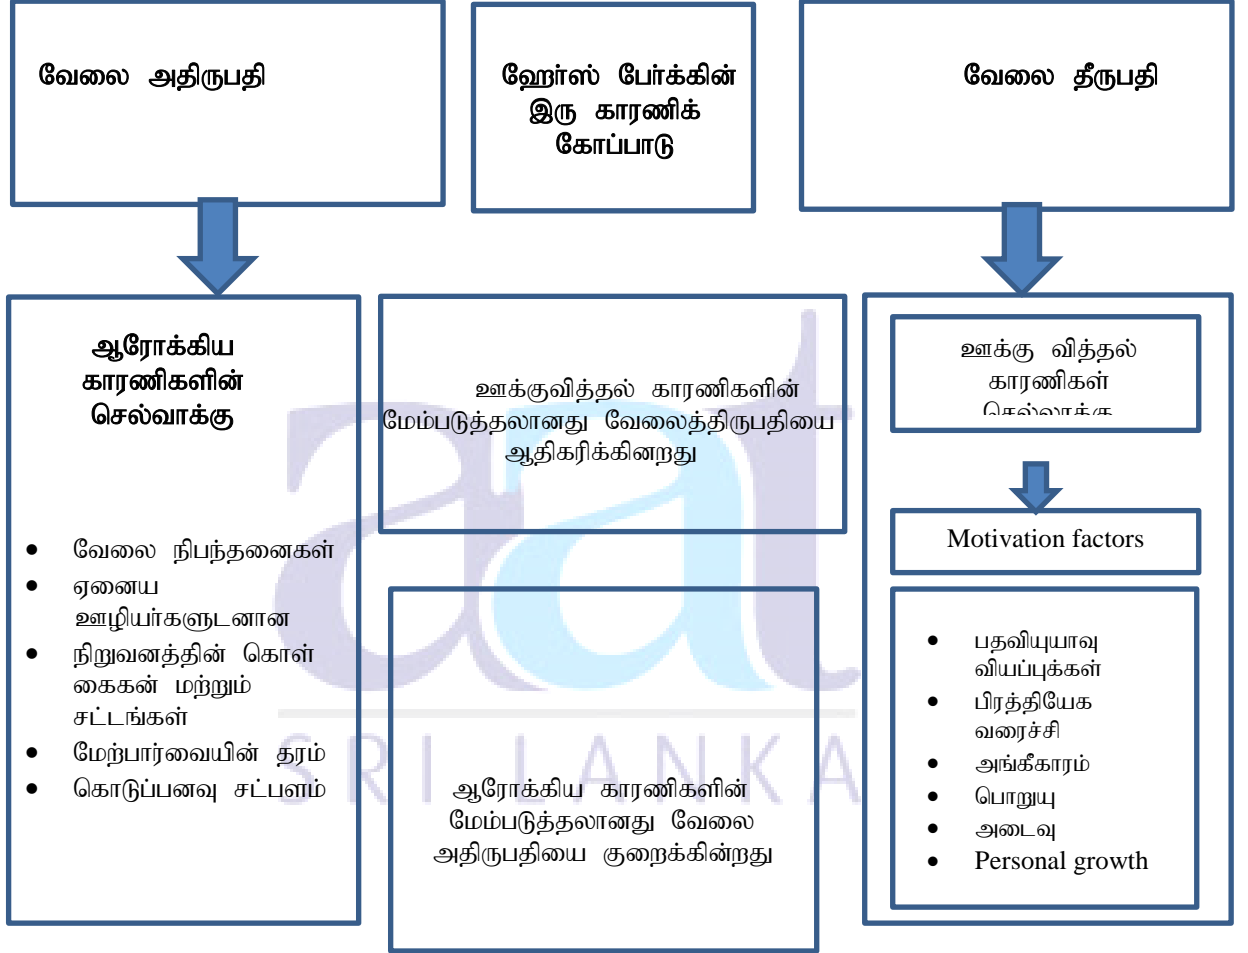 வேலை அதிருபதி
ஹேர்ஸ் பேர்க்கின்
இரு காரணிக்
கோப்பாடு
வேலை தீருபதி
ஆரோக்கிய
காரணிகளின்
செல்வாக்கு
வேலை நிபந்தனைகள்
ஏனைய
ஊழியர்களுடனான
நிறுவனத்தின் கொள்
கைகன் மற்றும்
சட்டங்கள்
மேற்பார்வையின் தரம்
கொடுப்பனவு சட்பளம்
ஊக்குவித்தல் காரணிகளின்
மேம்படுத்தலானது வேலைத்திருபதியை
ஆதிகரிக்கினறது
ஆரோக்கிய காரணிகளின்
மேம்படுத்தலானது வேலை
அதிருபதியை குறைக்கின்றது
ஊக்கு வித்தல்
காரணிகள்
Motivation factors
பதவியுயாவு
வியப்புக்கள்
பிரத்தியேக
வரைச்சி
அங்கீகாரம்
பொறுயு
அடைவு
Personal growth
aat
SRI LANKA